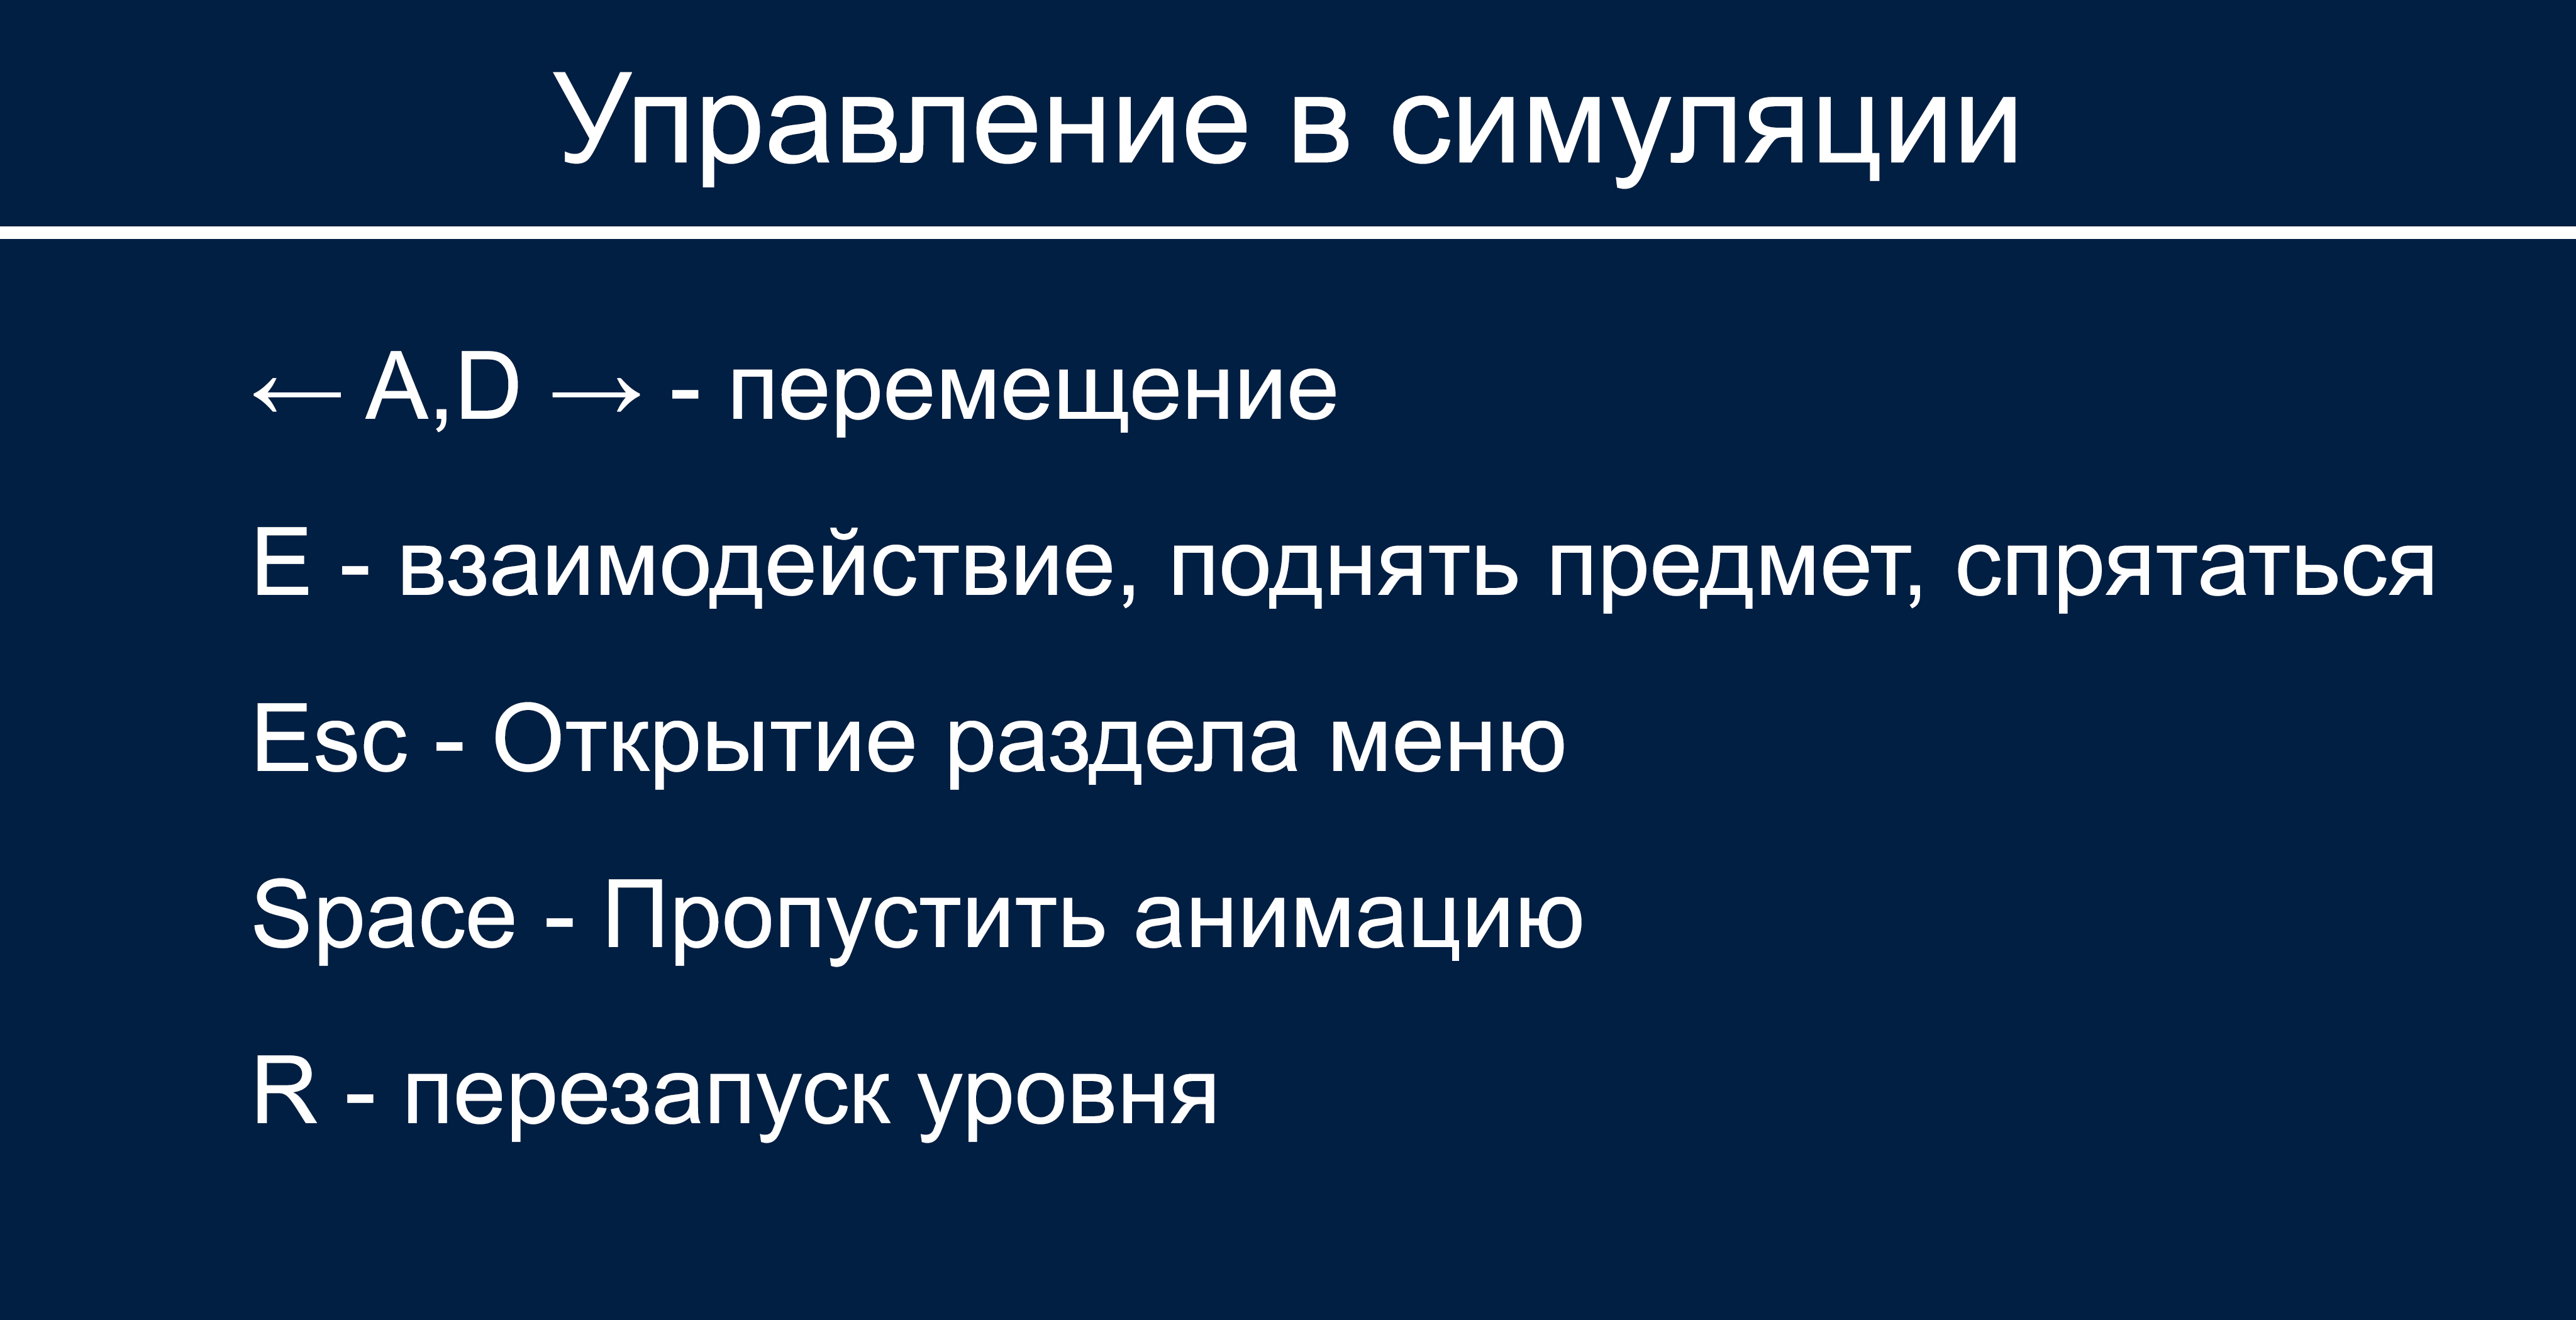 Управление в симуляции
← A,D → - перемещение
E - взаимодействие, поднять предмет, спрятаться
Esc - Открытие раздела меню
Space - Пропустить анимацию
R - перезапуск уровня